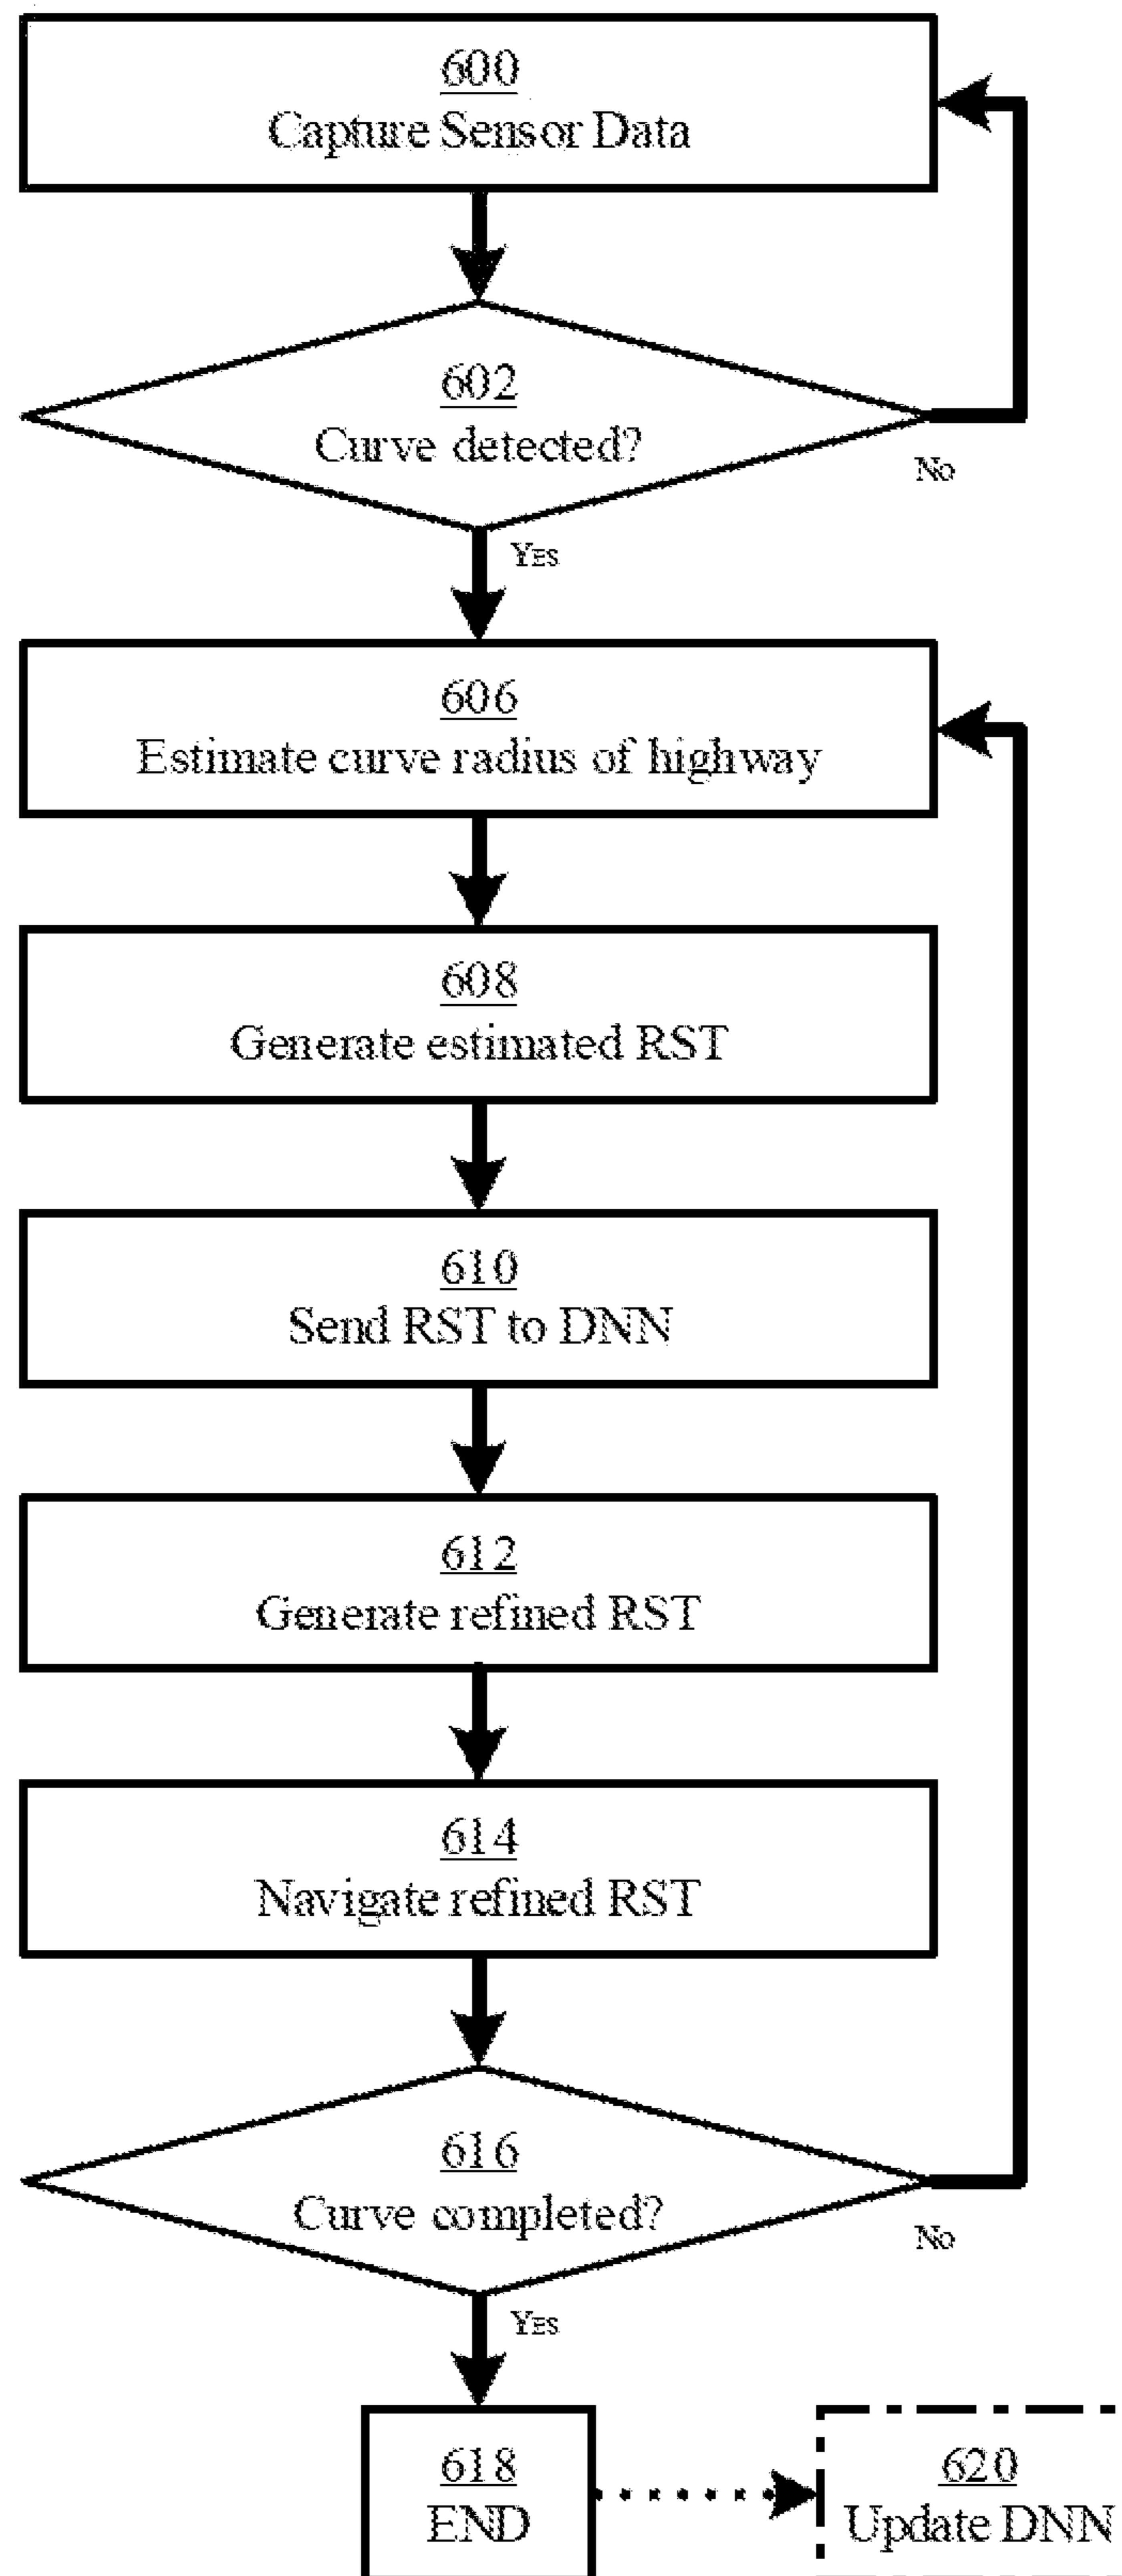 600
Capture Sensor Data
602
Curve detected?
No
Yes
606
Estimate curve radius of highway
608
Generate estimated RST
610
Send RST to DNN
612
Generate refined RST
614
Navigate refined RST
616
Curve completed?
No
Yes
618
END
620
Update DNN